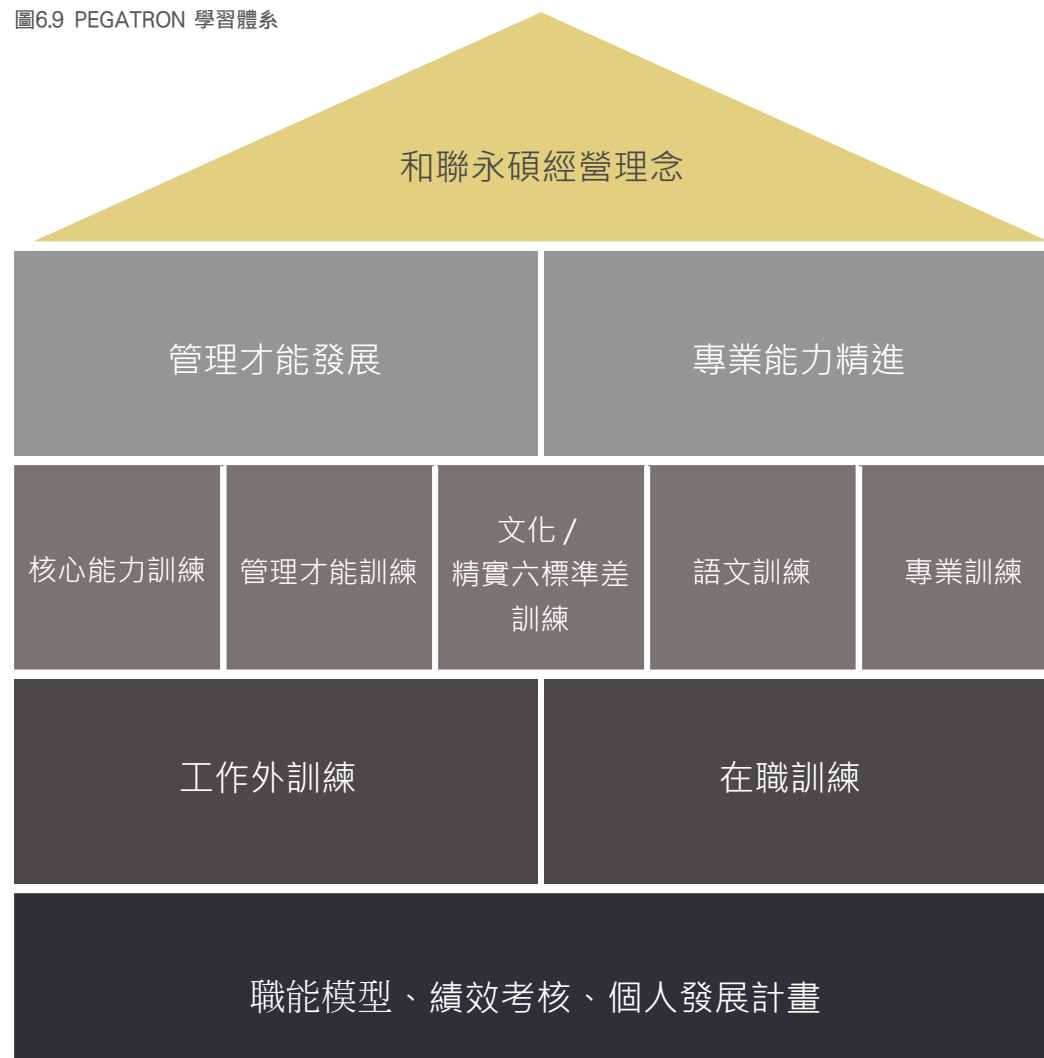 圖6.9 PEGATRON 學習體系
和聯永碩經營理念
管理才能發展
專業能力精進
核心能力訓練
管理才能訓練
文化 /
精實六標準差
訓練
語文訓練
專業訓練
工作外訓練
在職訓練
職能模型、績效考核、個人發展計畫